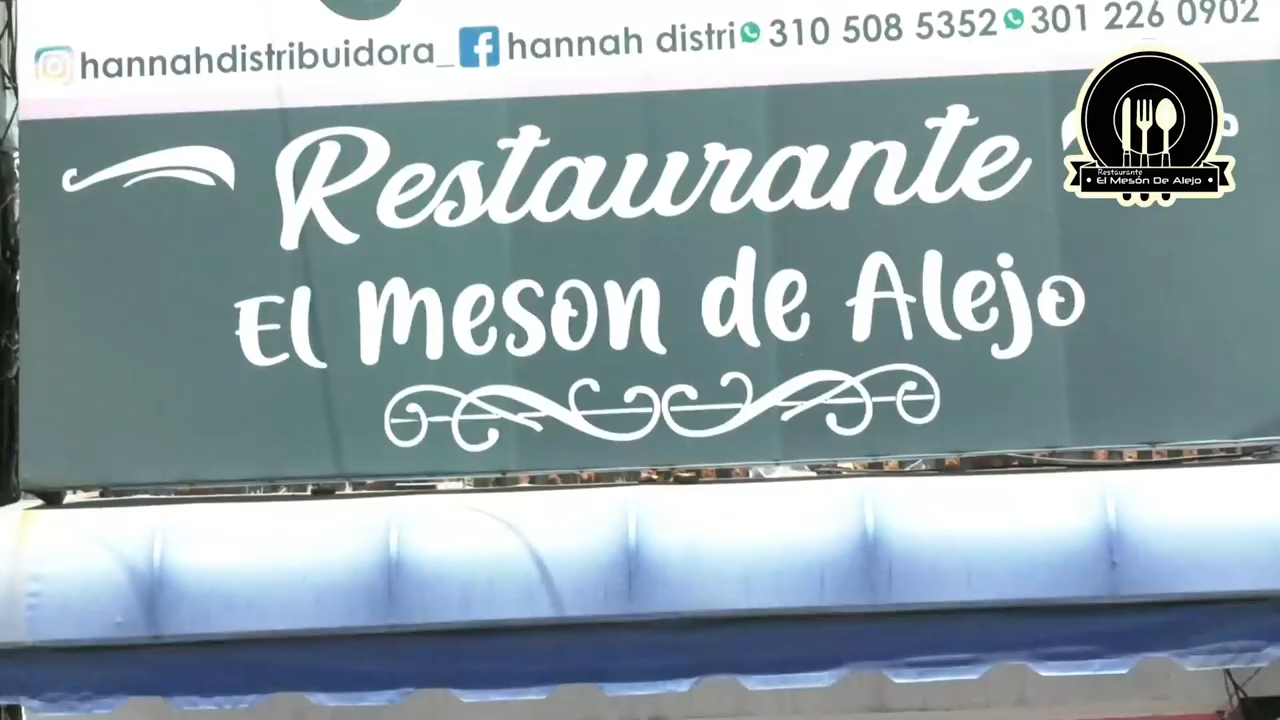 hannahdistribuidora_ hannah distri 310 508 5352 301 226 0902
Restaurante
El meson de Alejo
Restaurante
• El Mesón De Alejo •